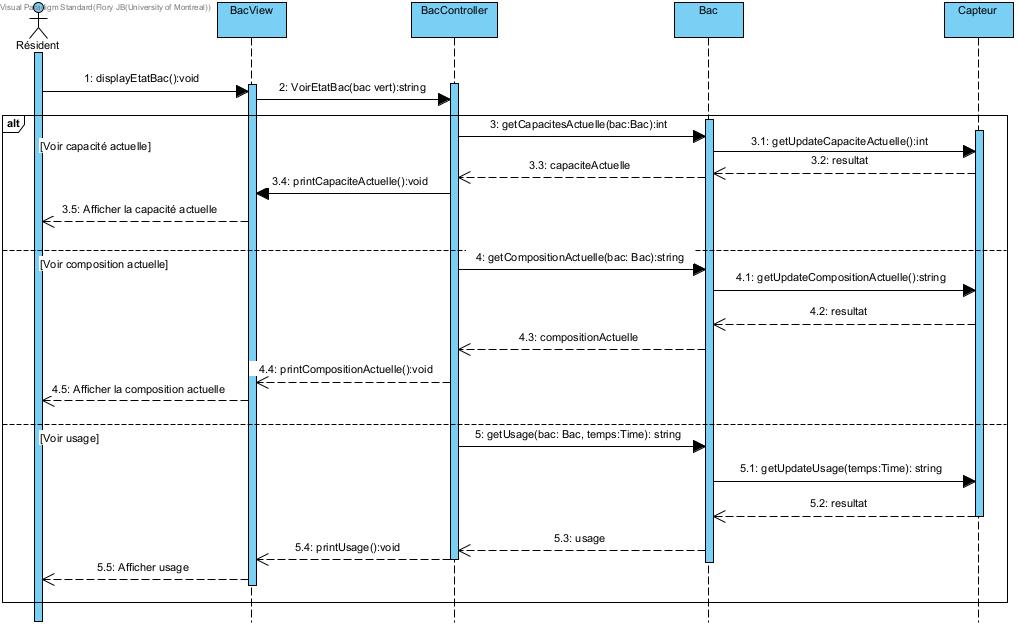 Visual Paradigm Standard(Flory JB(University of Montreal))
BacView
BacController
Bac
Capteur
Résident
1: displayEtatBac():void
2: VoirEtatBac(bac vert):string
alt
3: getCapacitesActuelle(bac:Bac):int
[Voir capacité actuelle]
3.1: getUpdateCapaciteActuelle():int
3.2: resultat
3.3: capaciteActuelle
3.4: printCapaciteActuelle():void
3.5: Afficher la capacité actuelle
[Voir composition actuelle]
4: getCompositionActuelle(bac: Bac):string
4.1: getUpdateCompositionActuelle():string
4.2: resultat
4.3: compositionActuelle
4.4: printCompositionActuelle():void
4.5: Afficher la composition actuelle
[Voir usage]
5: getUsage(bac: Bac, temps:Time): string
5.1: getUpdateUsage(temps:Time): string
5.2: resultat
5.3: usage
5.4: printUsage():void
5.5: Afficher usage